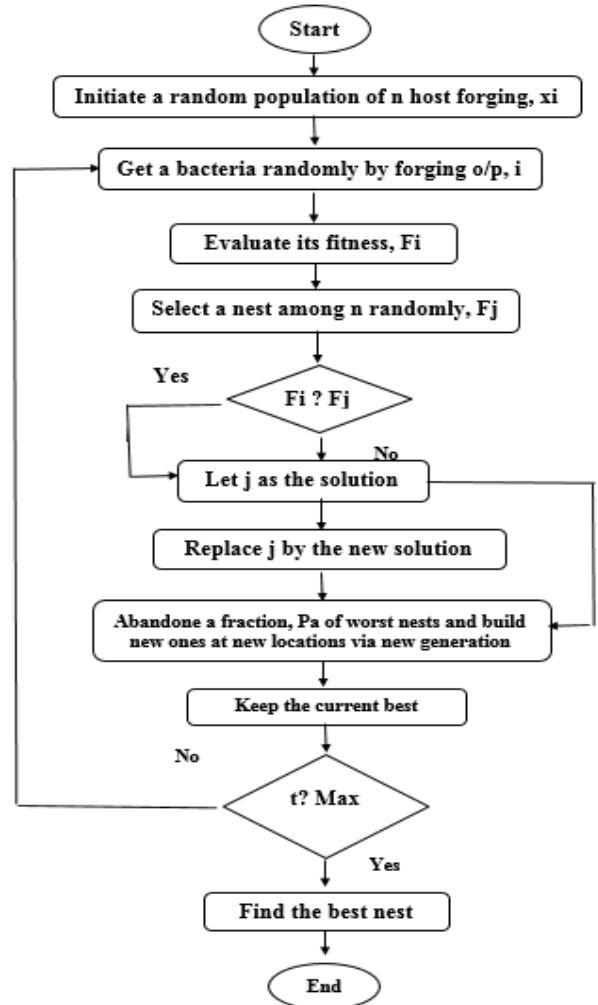 Start
Initiate a random population of n host forging, xi
Get a bacteria randomly by forging o/p, i
Evaluate its fitness, Fi
Select a nest among n randomly, Fj
Yes
Fi ? Fj
No
Let j as the solution
Replace j by the new solution
Abandone a fraction, Pa of worst nests and build
new ones at new locations via new generation
Keep the current best
No
t? Max
Yes
Find the best nest
End